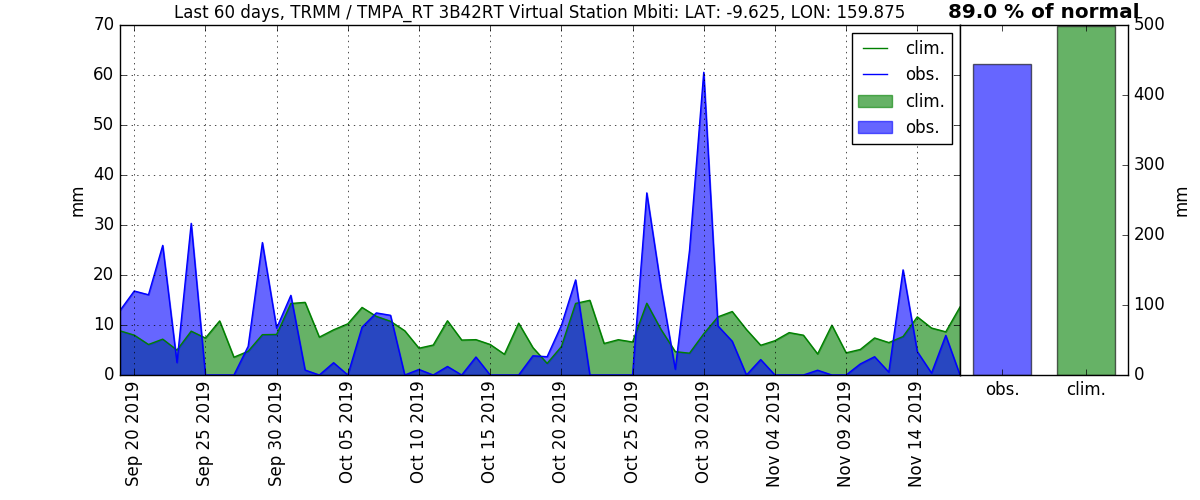 Last 60 days, TRMM / TMPA_RT 3B42RT Virtual Station Mbiti: LAT: -9.625, LON: 159.875
89.0 % of normal
70
60
50
40
30
20
10
0
mm
clim.
obs.
clim.
obs.
500
400
300
200
100
0
mm
obs.
clim.
Sep 20 2019
Sep 25 2019
Sep 30 2019
Oct 05 2019
Oct 10 2019
Oct 15 2019
Oct 20 2019
Oct 25 2019
Oct 30 2019
Nov 04 2019
Nov 09 2019
Nov 14 2019